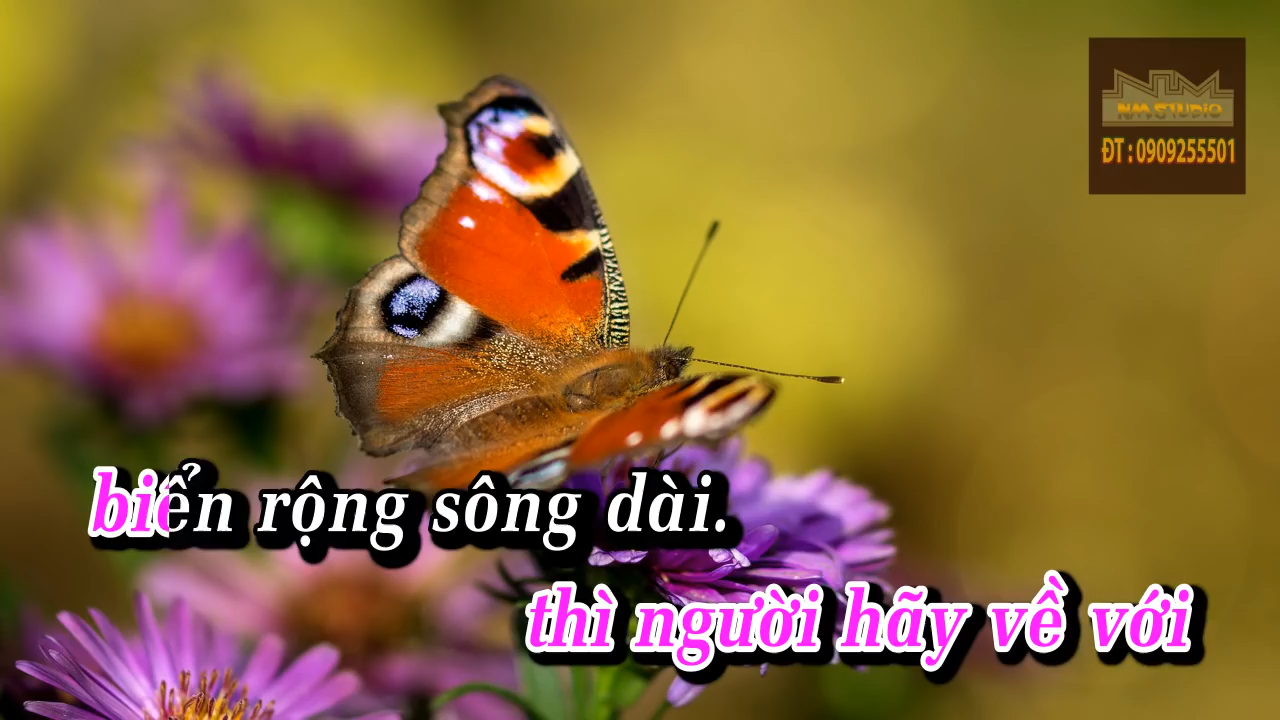 NM STUDIO
ĐT : 0909255501
biển rộng sông dài.
thì người hãy về với